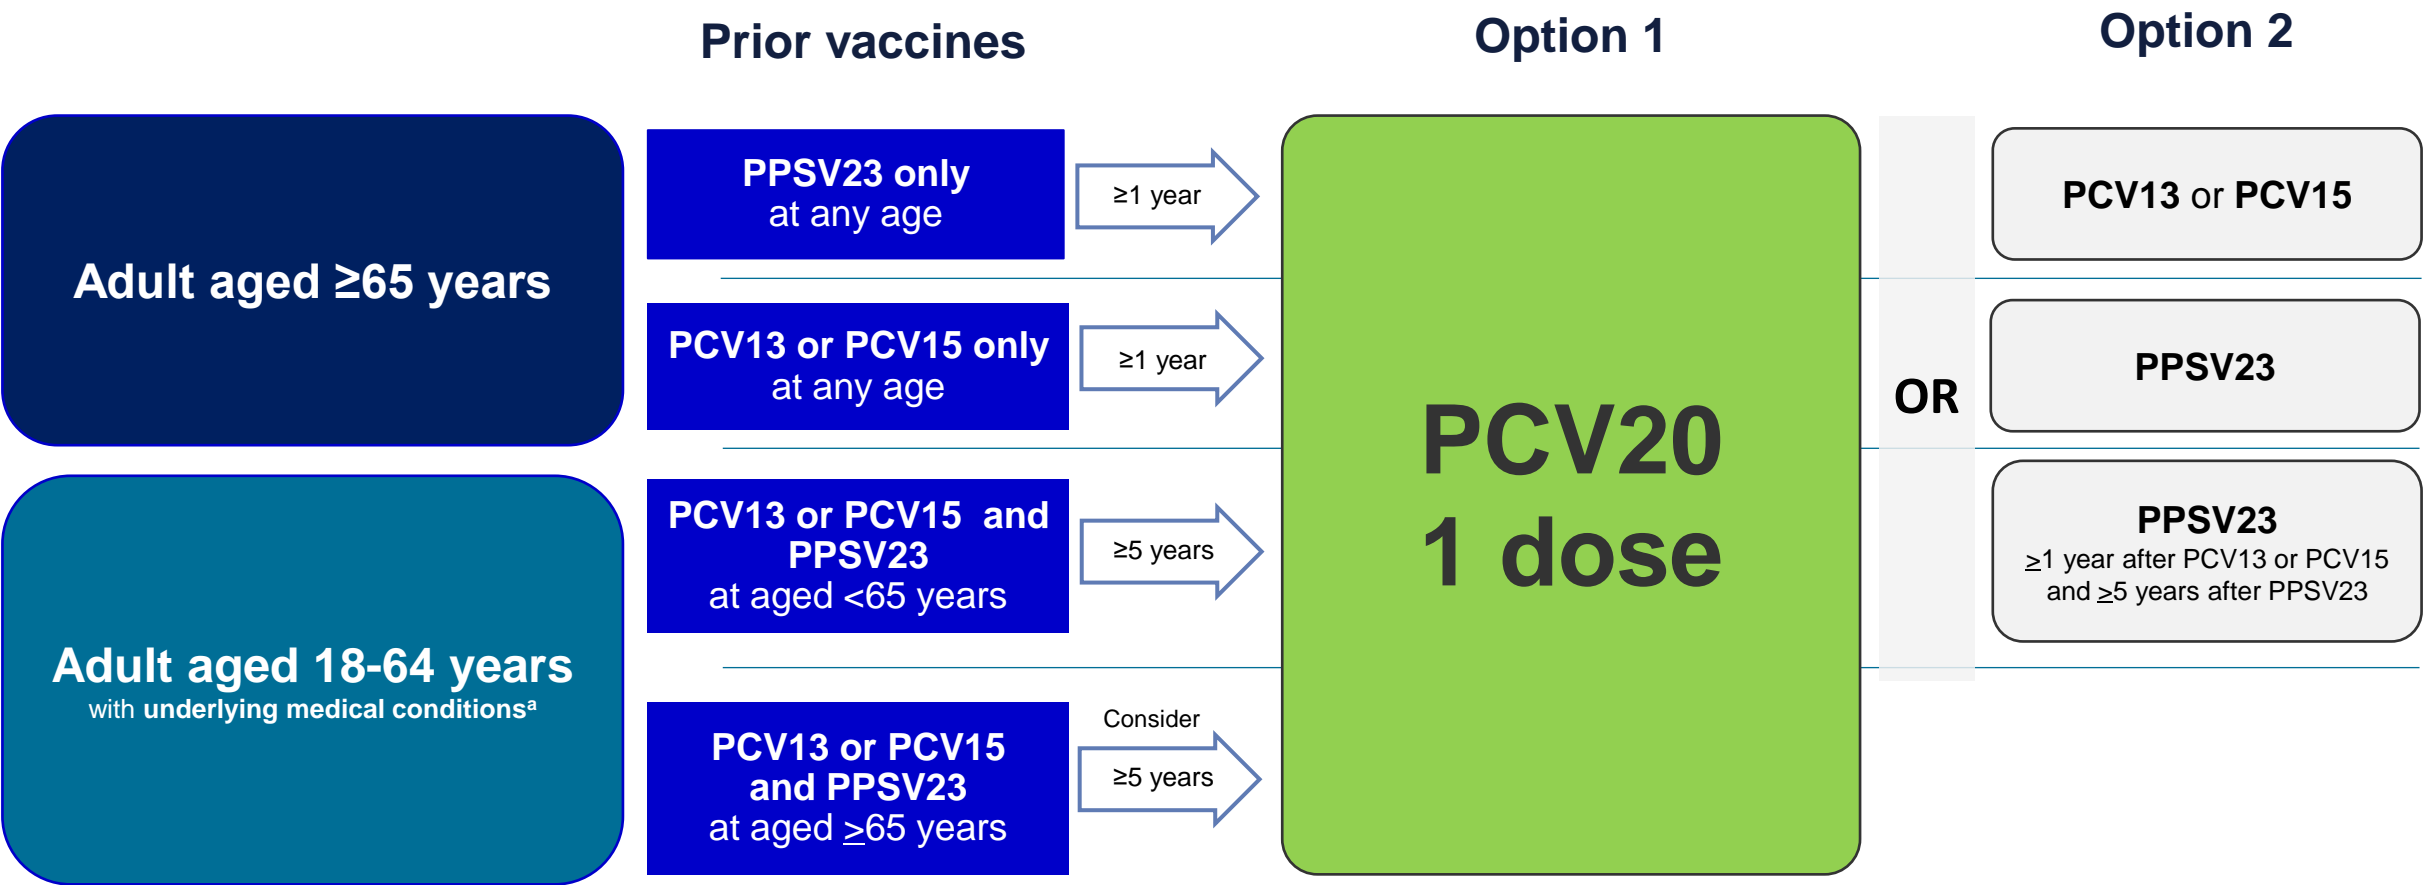 Prior vaccines
Option 1
Option 2
Adult aged ≥65 years
PPSV23 only
at any age
≥1 year
PCV13 or PCV15
PCV13 or PCV15 only
at any age
≥1 year
PPSV23
PCV20
1 dose
OR
Adult aged 18-64 years
with underlying medical conditionsᵃ
PCV13 or PCV15  and
PPSV23
at aged <65 years
≥5 years
PPSV23
≥1 year after PCV13 or PCV15
and ≥5 years after PPSV23
PCV13 or PCV15
and PPSV23
at aged ≥65 years
Consider
≥5 years